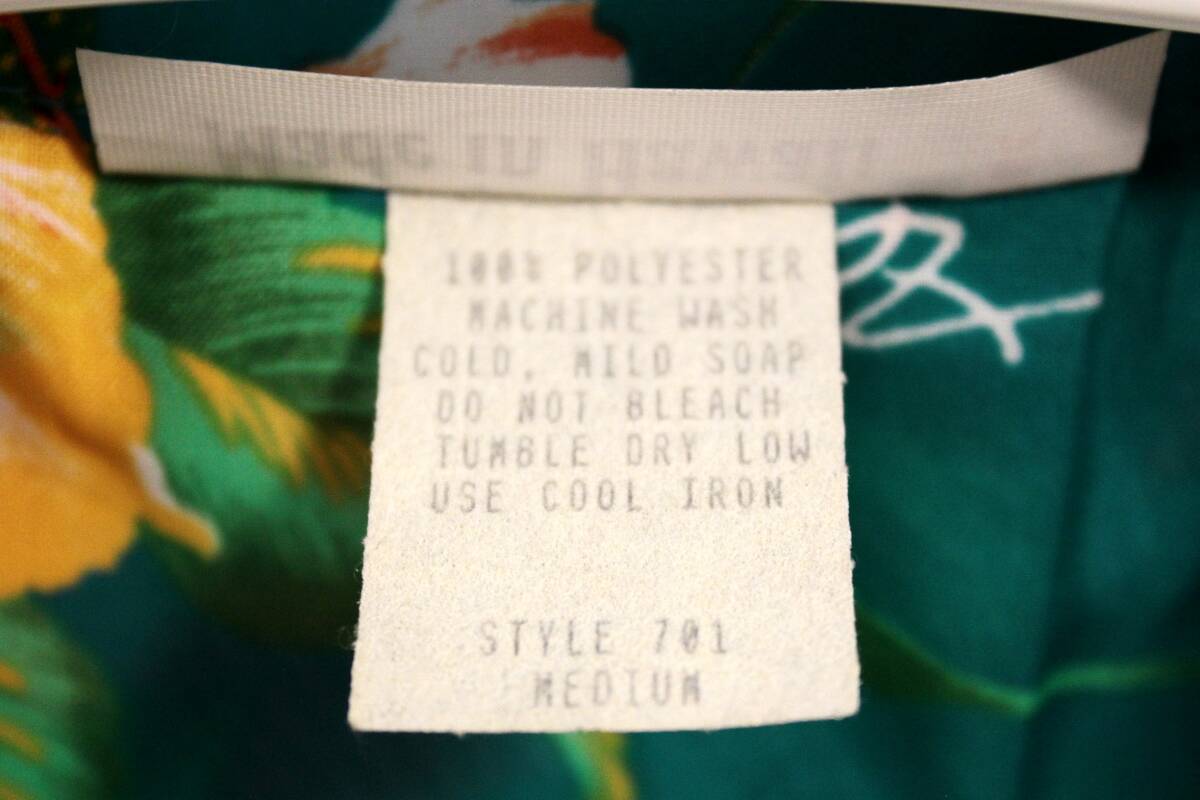 100% POLYESTER
MACHINE WASH
COLD, MILD SOAP
DO NOT BLEACH
TUMBLE DRY LOW
USE COOL IRON
STYLE 701
MEDIUM